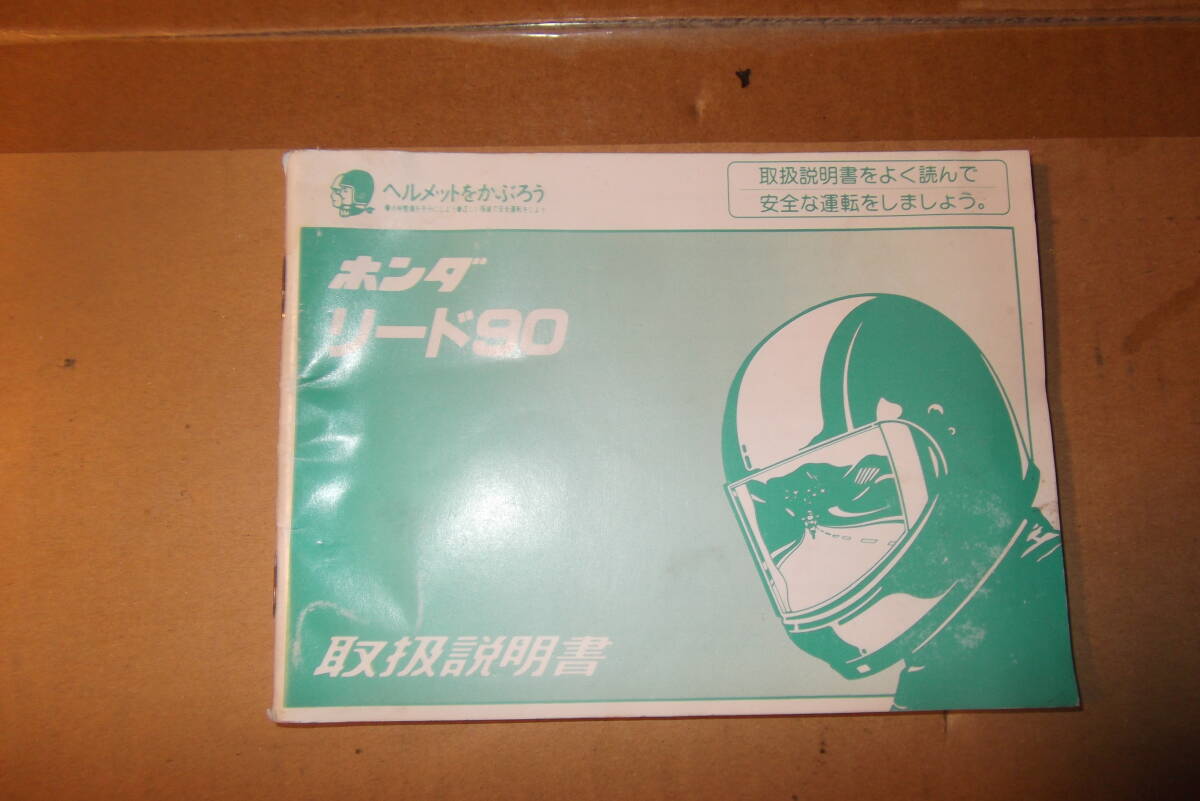 ヘルメットをかぶろう
取扱説明書をよく読んで
安全な運転をしましょう。
ホンダ
リード90
取扱説明書